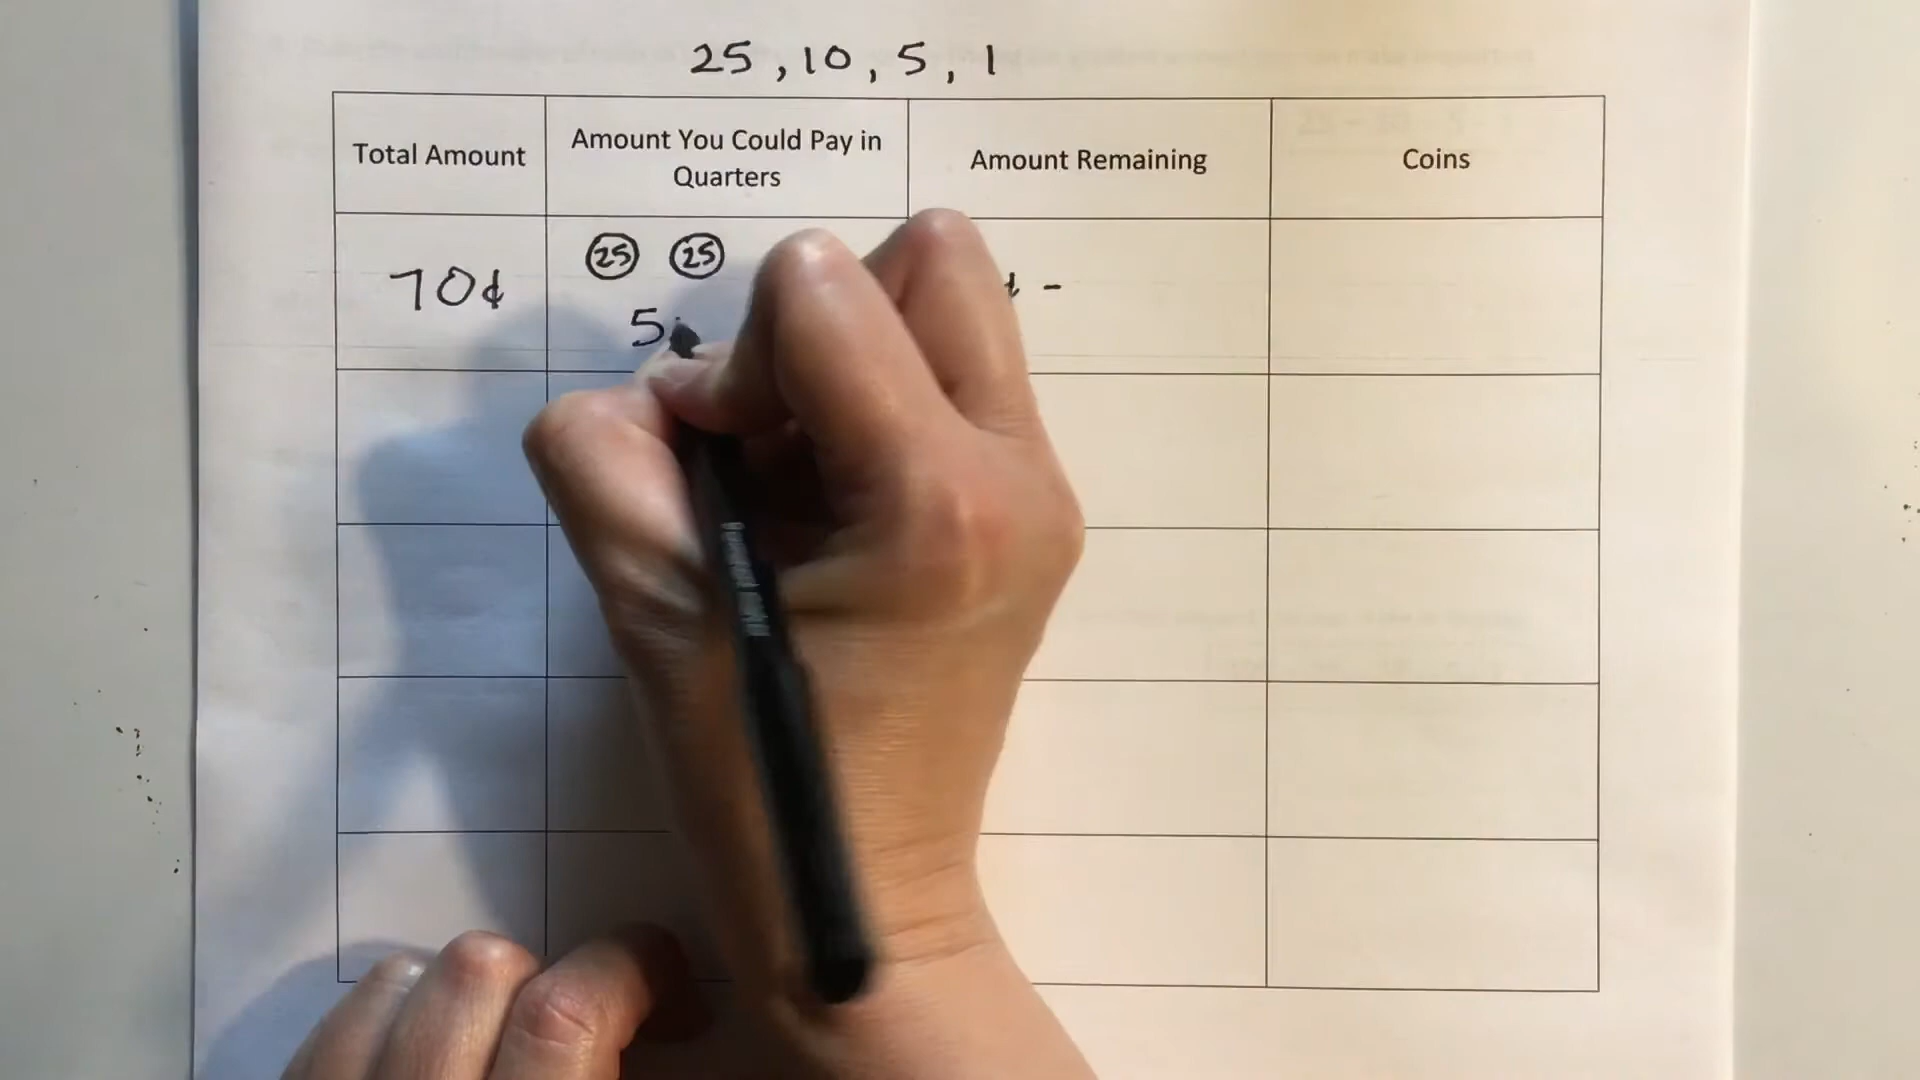 25, 10, 5, 1
Total Amount
Amount You Could Pay in
Quarters
Amount Remaining
Coins
70¢
25 25
5
¢ -